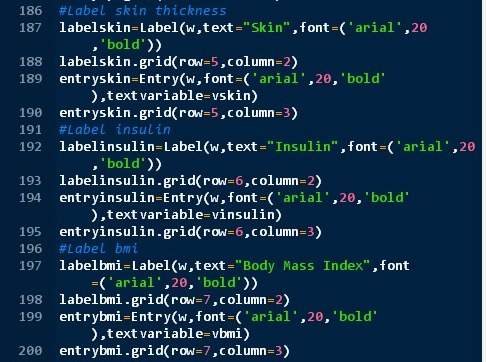 186 #Label skin thickness
187 labelskin=Label(w,text="Skin",font=('arial',20
,'bold'))
188 labelskin.grid(row=5,column=2)
189 entryskin=Entry(w,font=('arial',20,'bold'
),textvariable=vskin)
190 entryskin.grid(row=5,column=3)
191 #Label insulin
192 labelinsulin=Label(w,text="Insulin",font=('arial',20
,'bold'))
193 labelinsulin.grid(row=6,column=2)
194 entryinsulin=Entry(w,font=('arial',20,'bold'
),textvariable=vinsulin)
195 entryinsulin.grid(row=6,column=3)
196 #Label bmi
197 labelbmi=Label(w,text="Body Mass Index",font
=('arial',20,'bold'))
198 labelbmi.grid(row=7,column=2)
199 entrybmi=Entry(w,font=('arial',20,'bold'
),textvariable=vbmi)
200 entrybmi.grid(row=7,column=3)